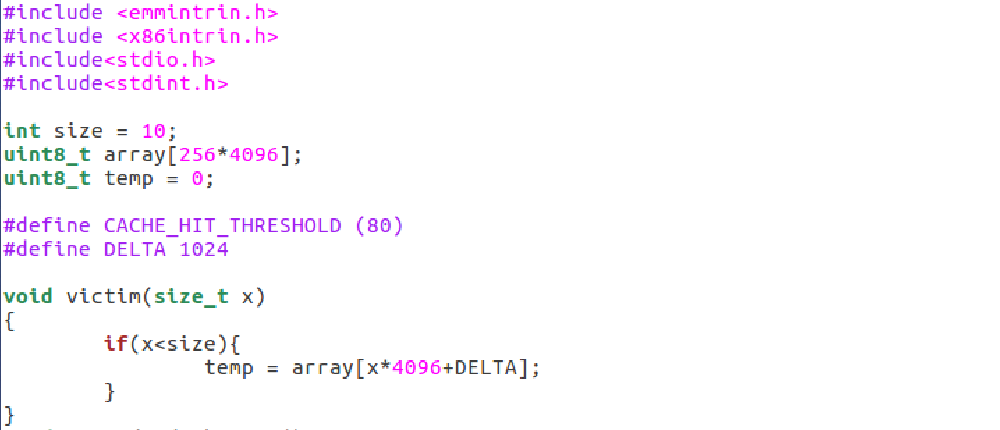 #include <emmintrin.h>
#include <x86intrin.h>
#include<stdio.h>
#include<stdint.h>
int size = 10;
uint8_t array[256*4096];
uint8_t temp = 0;
#define CACHE_HIT_THRESHOLD (80)
#define DELTA 1024
void victim(size_t x)
{
if(x<size){
temp = array[x*4096+DELTA];
}
}